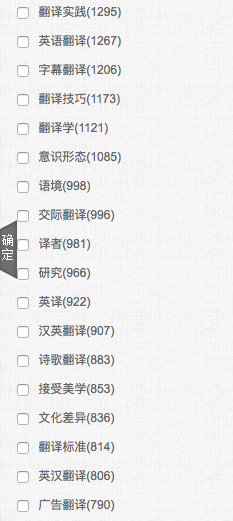 翻译实践(1295)
英语翻译(1267)
字幕翻译(1206)
翻译技巧(1173)
翻译学(1121)
意识形态(1085)
语境(998)
交际翻译(996)
确定
译者(981)
研究(966)
英译(922)
汉英翻译(907)
诗歌翻译(883)
接受美学(853)
文化差异(836)
翻译标准(814)
英汉翻译(806)
广告翻译(790)